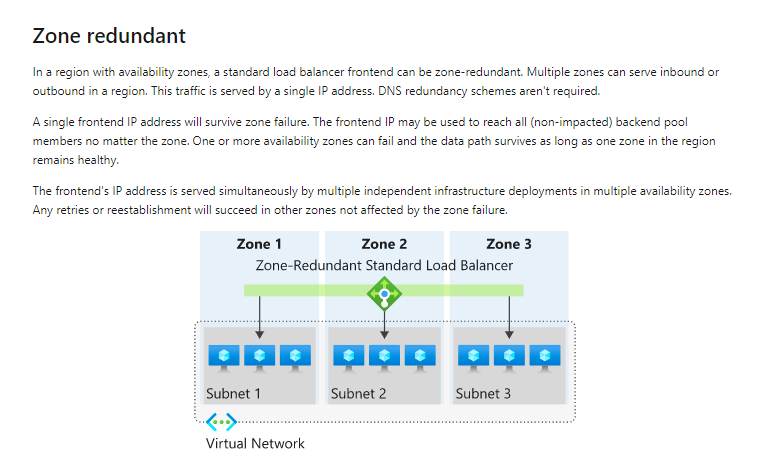 Zone redundant
In a region with availability zones, a standard load balancer frontend can be zone-redundant. Multiple zones can serve inbound or
outbound in a region. This traffic is served by a single IP address. DNS redundancy schemes aren't required.
A single frontend IP address will survive zone failure. The frontend IP may be used to reach all (non-impacted) backend pool
members no matter the zone. One or more availability zones can fail and the data path survives as long as one zone in the region
remains healthy.
The frontend's IP address is served simultaneously by multiple independent infrastructure deployments in multiple availability zones.
Any retries or reestablishment will succeed in other zones not affected by the zone failure.
Zone 1 Zone 2 Zone 3
Zone-Redundant Standard Load Balancer
Subnet 1 Subnet 2 Subnet 3
Virtual Network